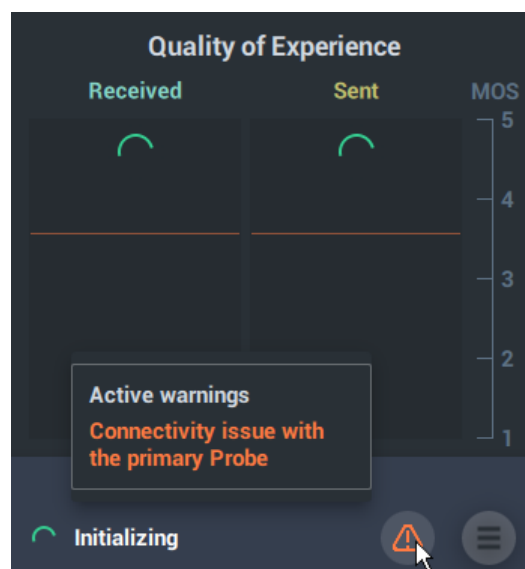 Quality of Experience
Received Sent MOS
5
4
3
2
1
Active warnings
Connectivity issue with
the primary Probe
Initializing